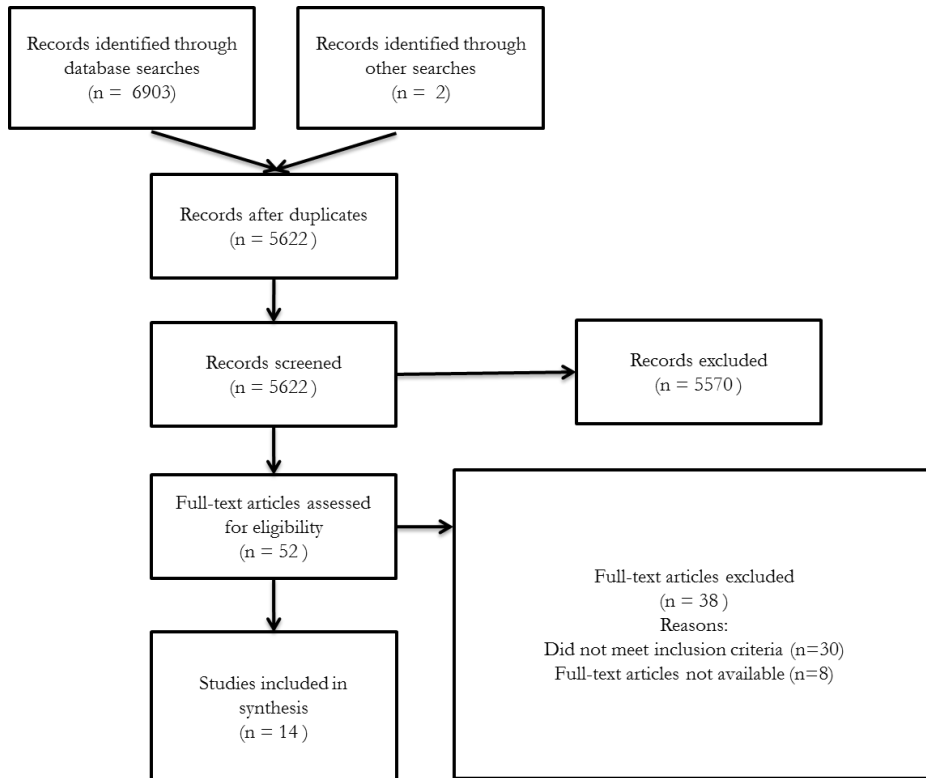 Records identified through
database searches
(n =  6903)
Records identified through
other searches
(n =  2)
Records after duplicates
(n = 5622 )
Records screened
(n = 5622 )
Records excluded
(n = 5570 )
Full-text articles assessed
for eligibility
(n = 52 )
Full-text articles excluded
(n = 38 )
Reasons:
Did not meet inclusion criteria (n=30)
Full-text articles not available (n=8)
Studies included in
synthesis
(n = 14 )